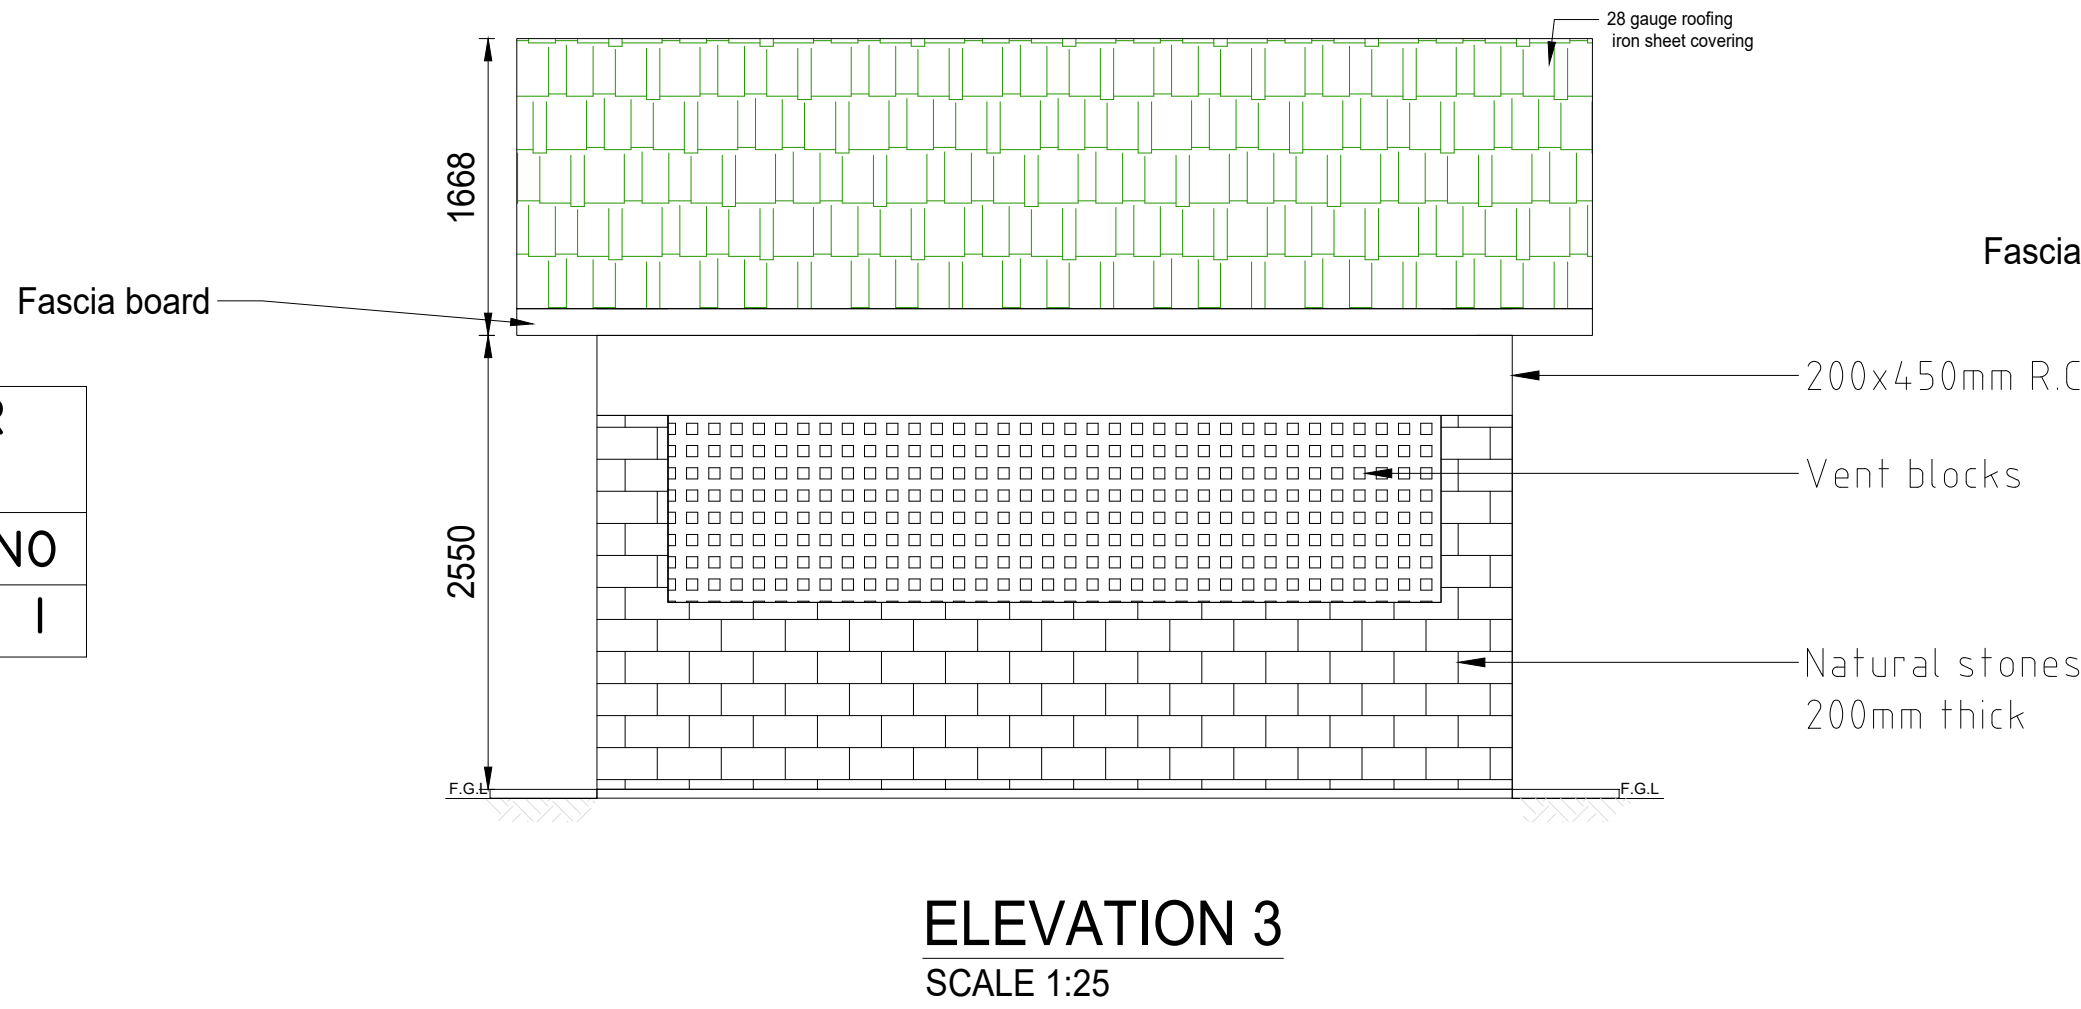 28 gauge roofing
iron sheet covering
1668
Fascia
Fascia board
200x450mm R.C
R
Vent blocks
NO
2550
1
Natural stones
200mm thick
F.G.L
F.G.L
ELEVATION 3
SCALE 1:25